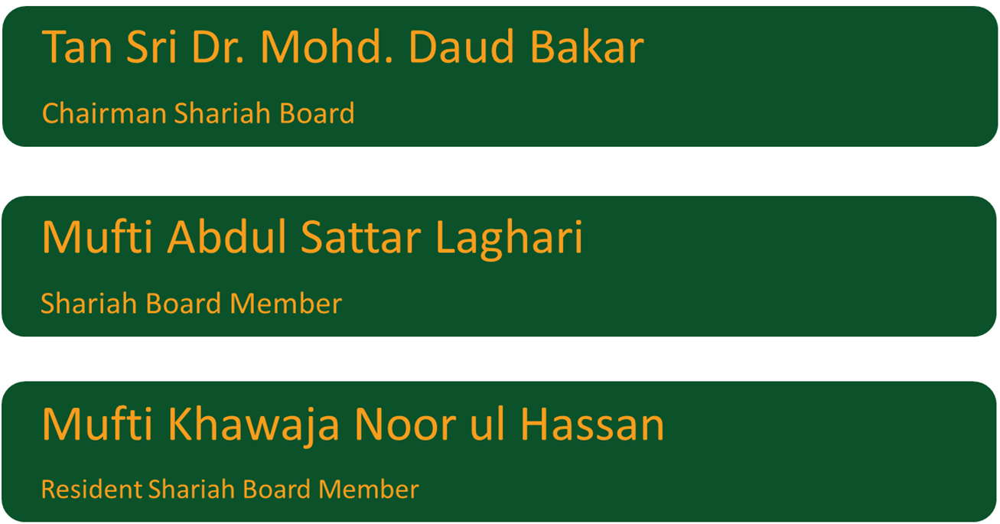 Tan Sri Dr. Mohd. Daud Bakar
Chairman Shariah Board
Mufti Abdul Sattar Laghari
Shariah Board Member
Mufti Khawaja Noor ul Hassan
Resident Shariah Board Member